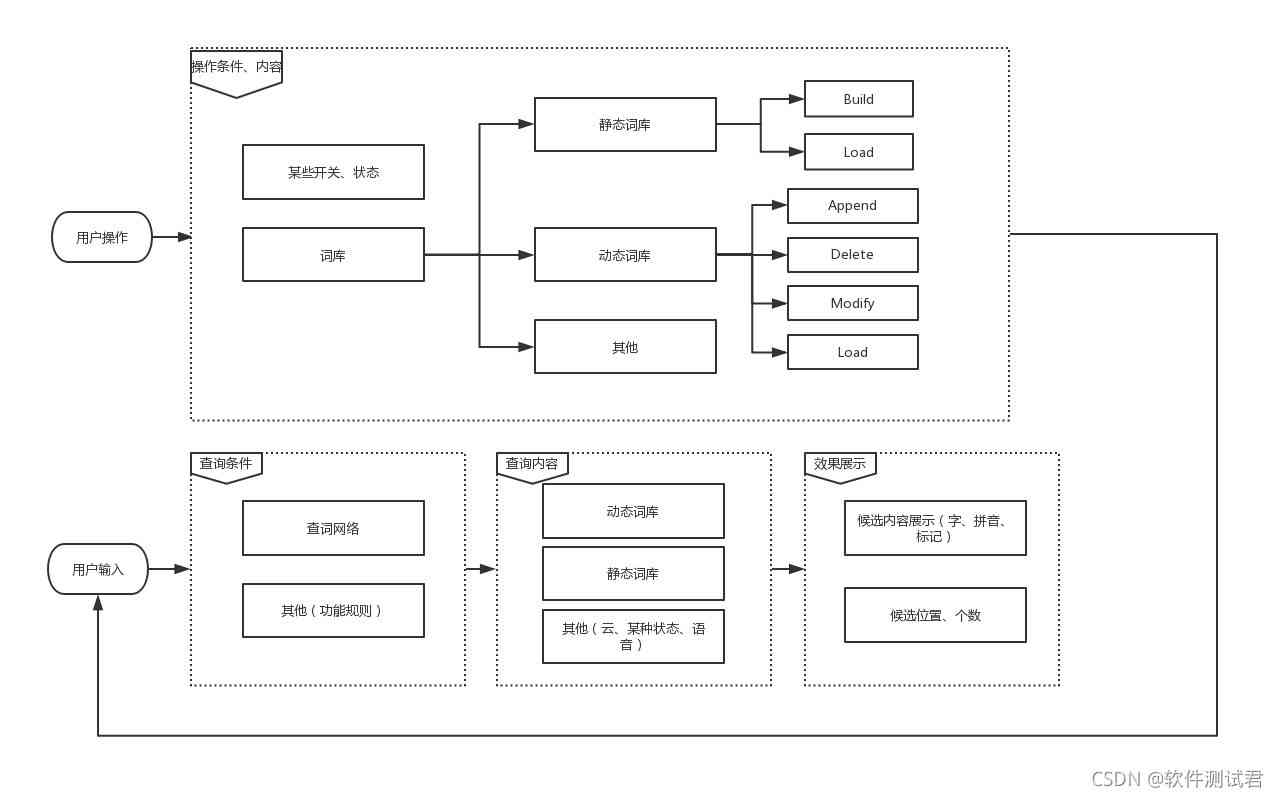 操作条件、内容
某些开关、状态
词库
静态词库
动态词库
其他
Build
Load
Append
Delete
Modify
Load
用户操作
查询条件
查词网络
其他（功能规则）
查询内容
动态词库
静态词库
其他（云、某种状态、语
音）
效果展示
候选内容展示（字、拼音、
标记）
候选位置、个数
用户输入
CSDN @软件测试君